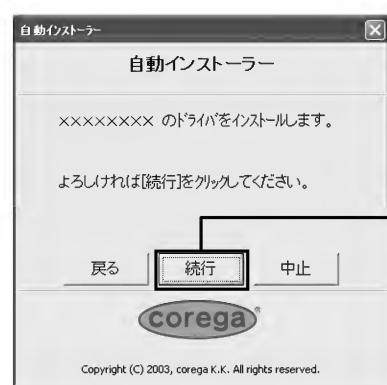 自動インストーラー
自動インストーラー
×××××××× のドライバをインストールします。
よろしければ[続行]をクリックしてください。
戻る 続行 中止
corega®
Copyright (C) 2003, corega K.K. All rights reserved.